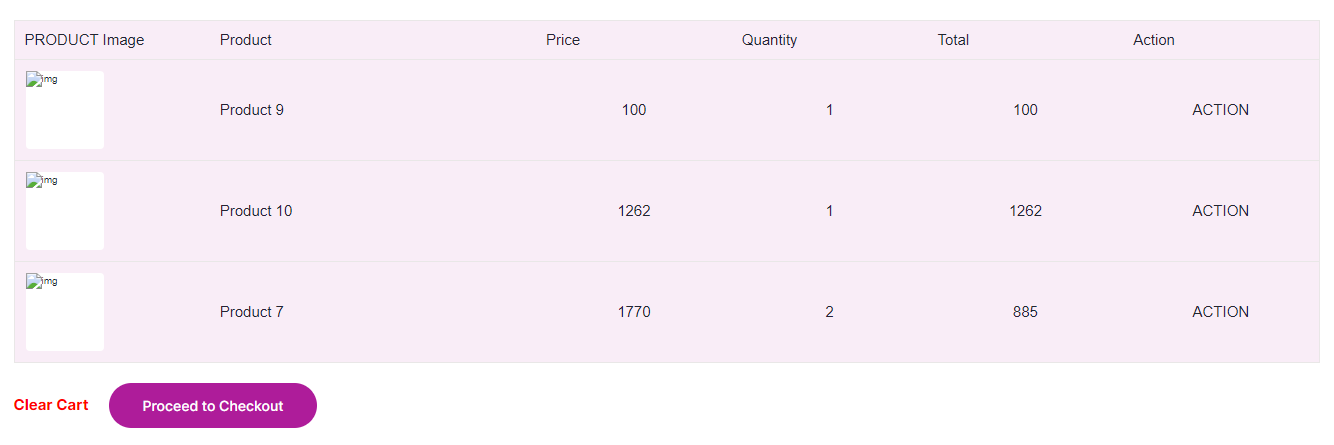 PRODUCT Image Product Price Quantity Total Action
img
Product 9 100 1 100 ACTION
img
Product 10 1262 1 1262 ACTION
img
Product 7 1770 2 885 ACTION
Clear Cart Proceed to Checkout